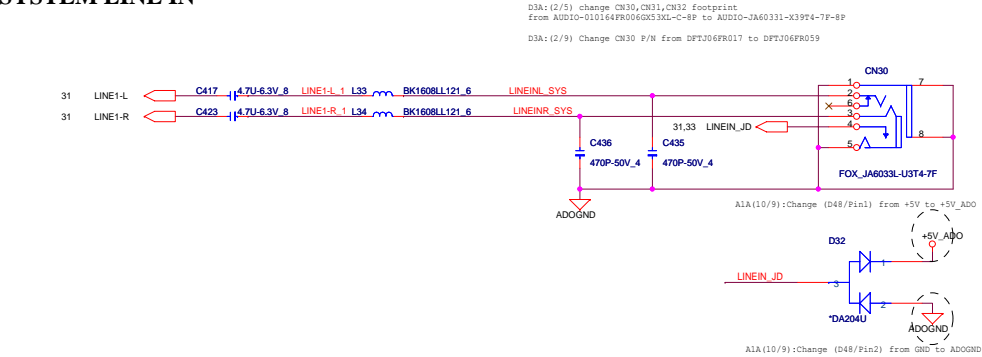 SYSTEM LINE IN
D3A:(2/5) change CN30,CN31,CN32 footprint
from AUDIO-010164FR006GX53XL-C-8P to AUDIO-JA60331-X39T4-7F-8P
D3A:(2/9) Change CN30 P/N from DFTJ06FR017 to DFTJ06FR059
CN30
31 LINE1-L C417 4.7U-6.3V_8 LINE1-L_1 L33 BK1608LL121_6 LINEINL_SYS
31 LINE1-R C423 4.7U-6.3V_8 LINE1-R_1 L34 BK1608LL121_6 LINEINR_SYS
1
2
6
3
4
5
7
8
31,33 LINEIN_JD
C436
470P-50V_4
C435
470P-50V_4
FOX_JA6033L-U3T4-7F
ADOGND
A1A(10/9):Change (D48/Pin1) from +5V to +5V_ADO
+5V_ADO
D32
1
LINEIN_JD
3
2
*DA204U
ADOGND
A1A(10/9):Change (D48/Pin2) from GND to ADOGND